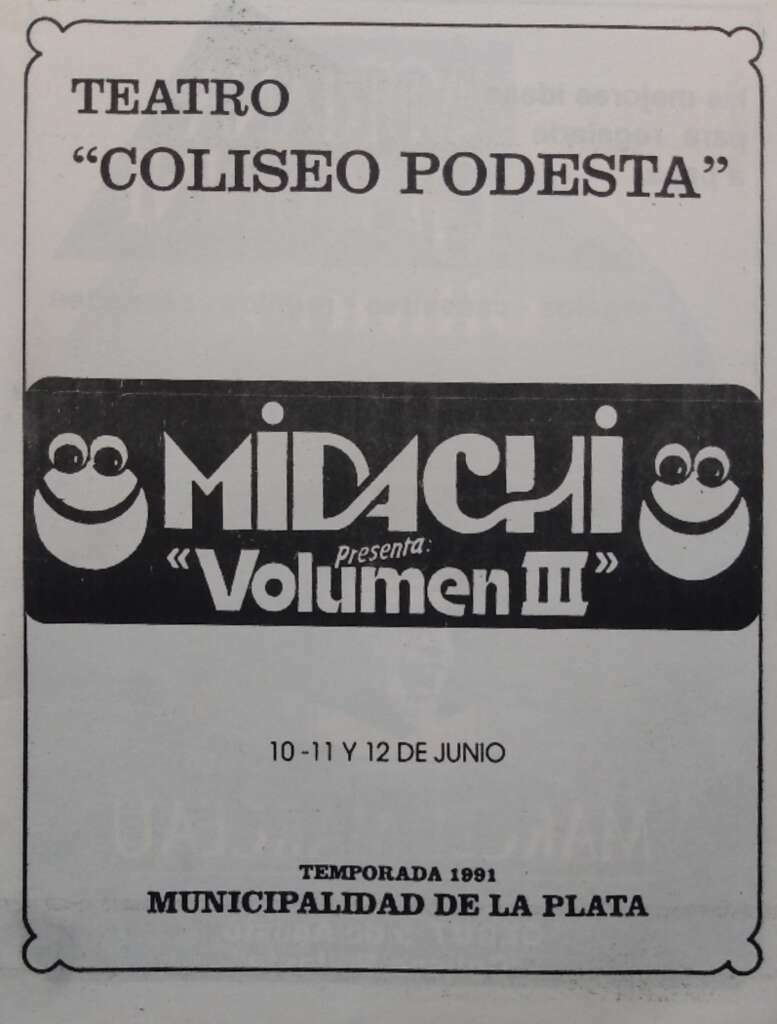 TEATRO
“COLISEO PODESTA”
MiDACHi
Presenta:
“Volumen III”
10-11 Y 12 DE JUNIO
TEMPORADA 1991
MUNICIPALIDAD DE LA PLATA